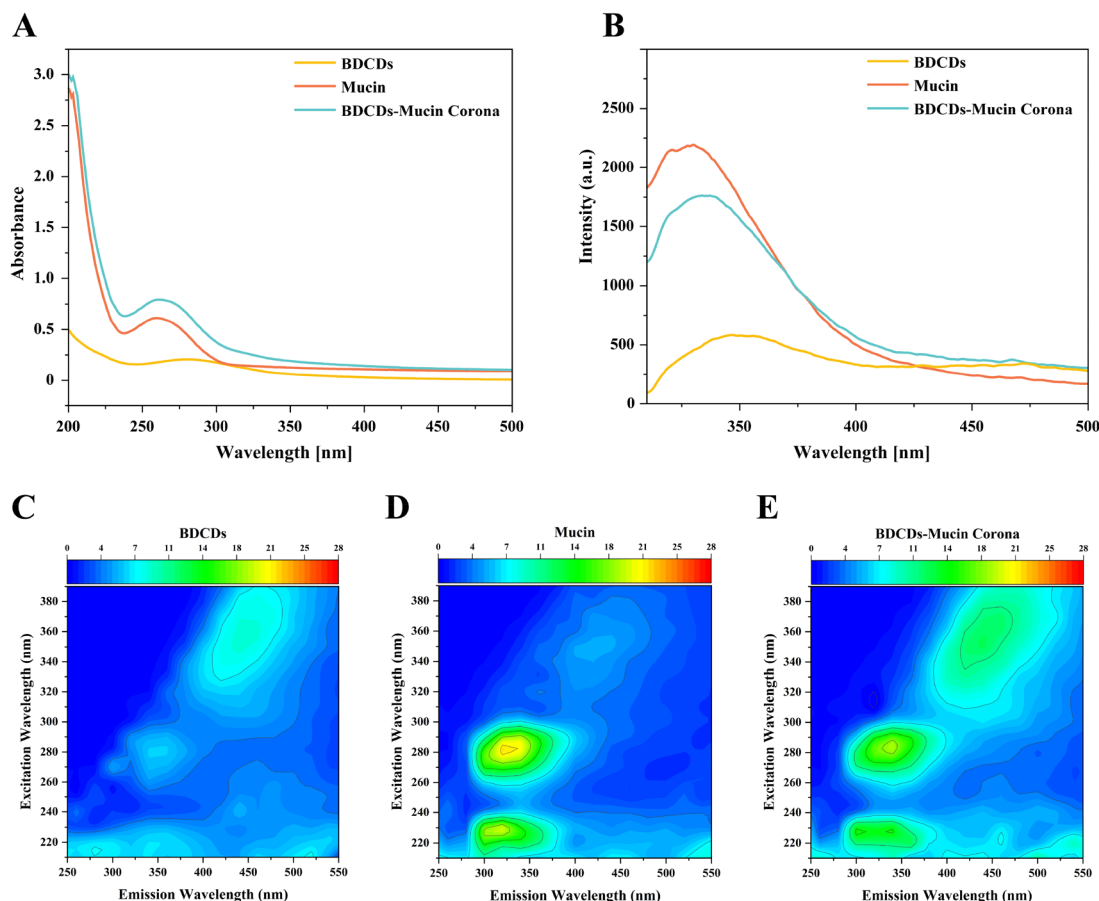 A
BDCDs
Mucin
BDCDs-Mucin Corona
3.0
2.5
2.0
1.5
1.0
0.5
0
Absorbance
200
250
300
350
400
450
500
Wavelength [nm]
B
BDCDs
Mucin
BDCDs-Mucin Corona
2500
2250
2000
1750
1500
1250
1000
750
500
250
0
Intensity (a.u.)
350
400
450
500
Wavelength [nm]
C
BDCDs
0 4 7 11 14 18 21 25 28
390
380
360
340
320
300
280
260
240
220
Excitation Wavelength (nm)
250 300 350 400 450 500 550
Emission Wavelength (nm)
D
Mucin
0 4 7 11 14 18 21 25 28
380
360
340
320
300
280
260
240
220
Excitation Wavelength (nm)
250 300 350 400 450 500 550
Emission Wavelength (nm)
E
BDCDs-Mucin Corona
0 4 7 11 14 18 21 25 28
380
360
340
320
300
280
260
240
220
Excitation Wavelength (nm)
250 300 350 400 450 500 550
Emission Wavelength (nm)